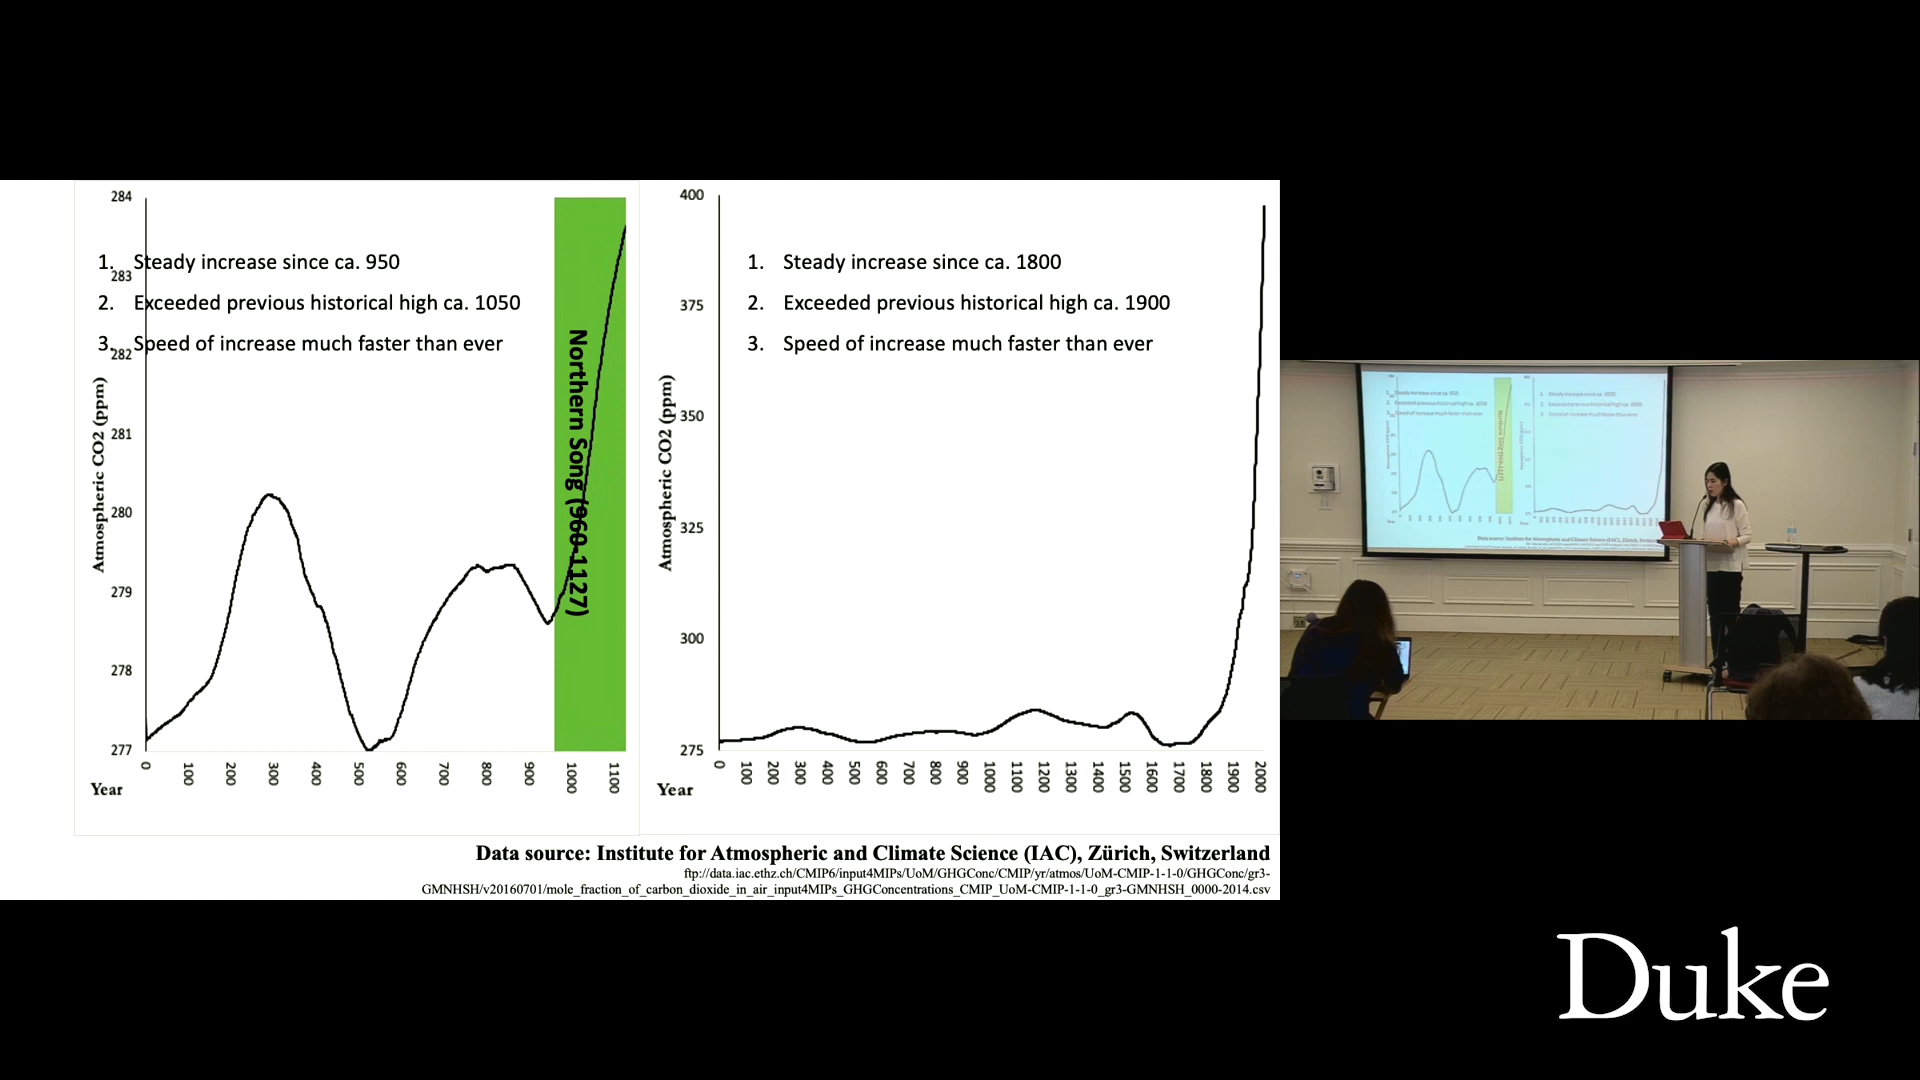 284
283
282
281
280
279
278
277
Atmospheric CO2 (ppm)
1. Steady increase since ca. 950
2. Exceeded previous historical high ca. 1050
3. Speed of increase much faster than ever
Northern Song (960-1127)
0 100 200 300 400 500 600 700 800 900 1000 1100
Year
400
375
350
325
300
275
Atmospheric CO2 (ppm)
1. Steady increase since ca. 1800
2. Exceeded previous historical high ca. 1900
3. Speed of increase much faster than ever
0 100 200 300 400 500 600 700 800 900 1000 1100 1200 1300 1400 1500 1600 1700 1800 1900 2000
Year
Data source: Institute for Atmospheric and Climate Science (IAC), Zürich, Switzerland
ftp://data.iac.ethz.ch/CMIP6/input4MIPs/UoM/GHGConc/CMIP/yr/atmos/UoM-CMIP-1-1-0/GHGConc/gr3-
GMNHSH/v20160701/mole_fraction_of_carbon_dioxide_in_air_input4MIPs_GHGConcentrations_CMIP_UoM-CMIP-1-1-0_gr3-GMNHSH_0000-2014.csv
Duke